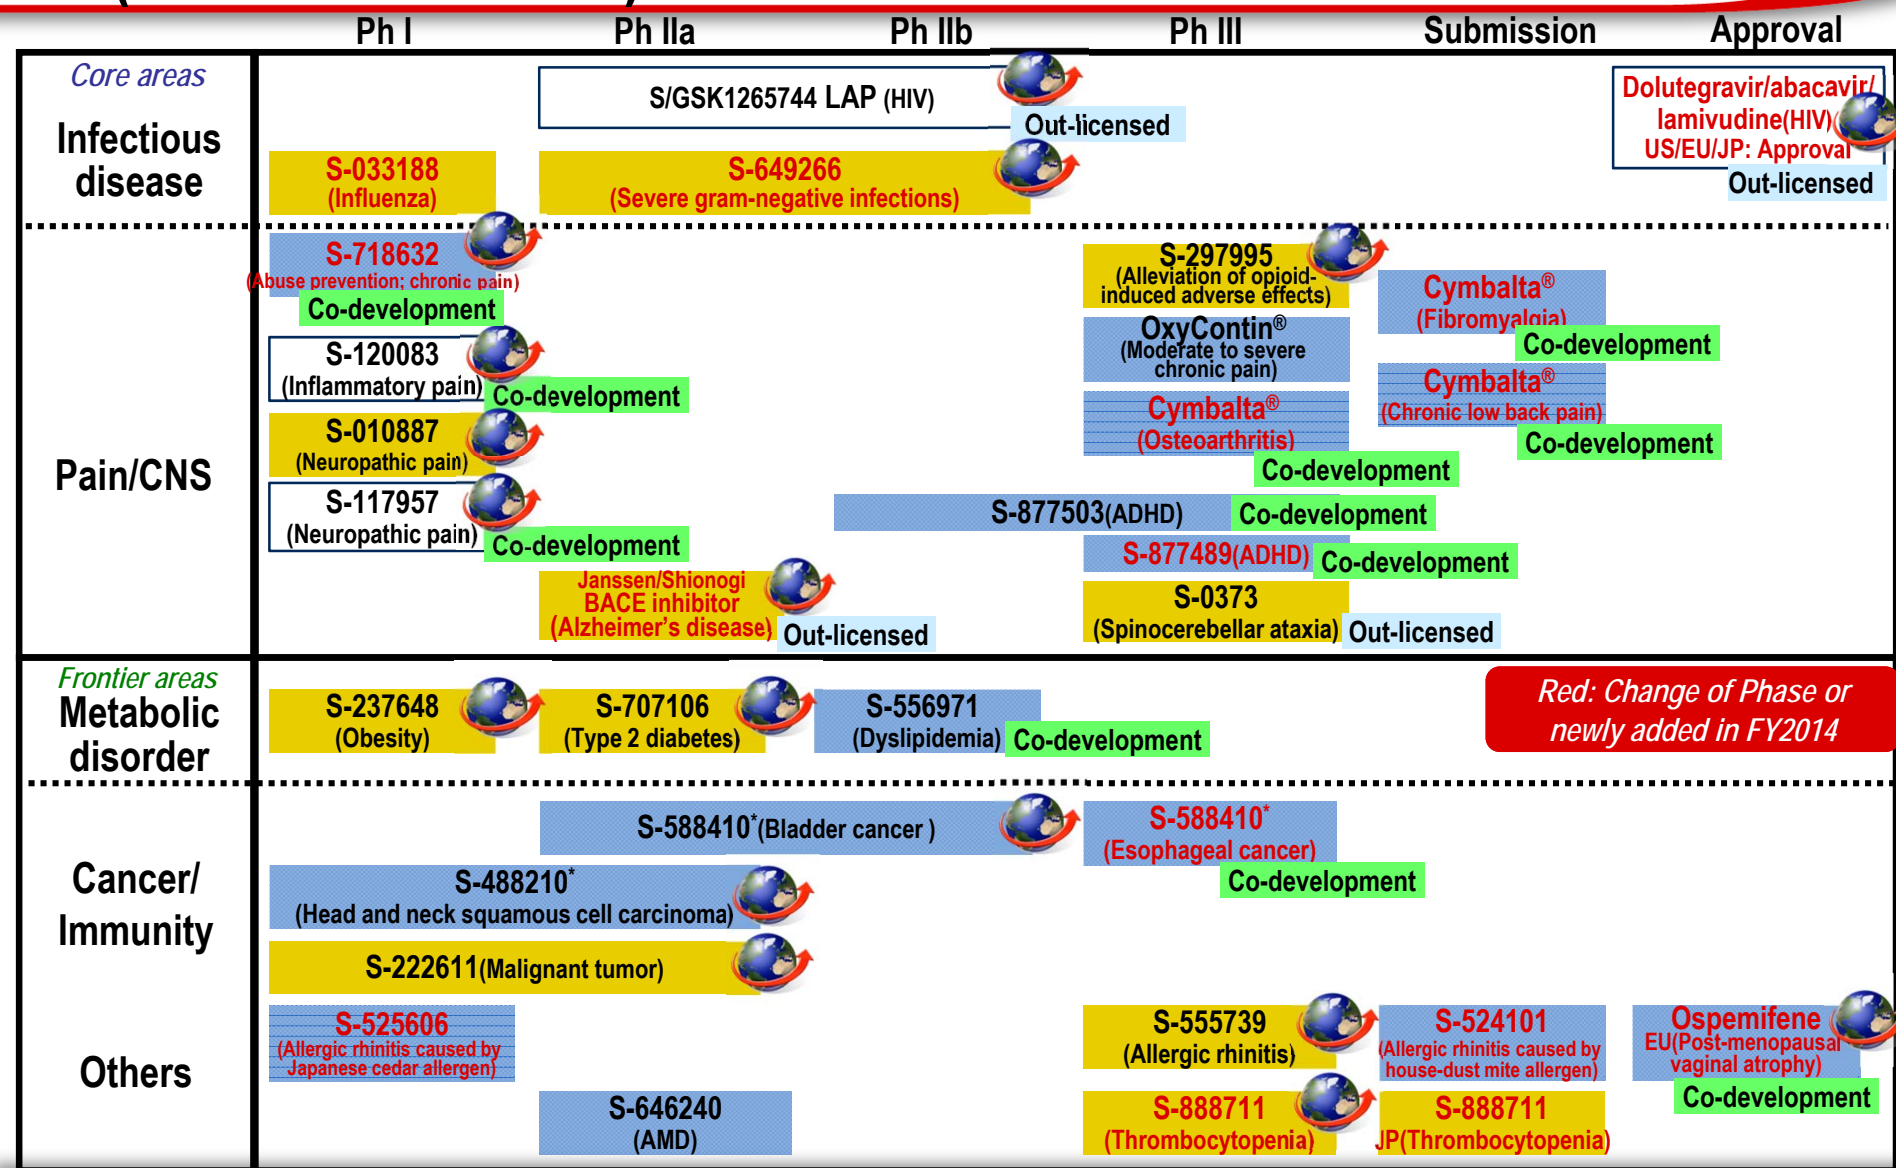 Ph I
Ph IIa
Ph IIb
Ph III
Submission
Approval
Core areas
Infectious
disease
S/GSK1265744 LAP (HIV)
Out-licensed
Dolutegravir/abacavir/
lamivudine(HIV)
US/EU/JP: Approval
Out-licensed
S-033188
(Influenza)
S-649266
(Severe gram-negative infections)
Pain/CNS
S-718632
(Abuse prevention; chronic pain)
Co-development
S-120083
(Inflammatory pain)
Co-development
S-010887
(Neuropathic pain)
S-117957
(Neuropathic pain)
Co-development
Janssen/Shionogi
BACE inhibitor
(Alzheimer's disease)
Out-licensed
S-297995
(Alleviation of opioid-
induced adverse effects)
OxyContin®
(Moderate to severe
chronic pain)
Cymbalta®
(Osteoarthritis)
Co-development
S-877503(ADHD)
Co-development
S-877489(ADHD)
Co-development
S-0373
(Spinocerebellar ataxia)
Out-licensed
Cymbalta®
(Fibromyalgia)
Co-development
Cymbalta®
(Chronic low back pain)
Co-development
Frontier areas
Metabolic
disorder
S-237648
(Obesity)
S-707106
(Type 2 diabetes)
S-556971
(Dyslipidemia)
Co-development
Red: Change of Phase or
newly added in FY2014
Cancer/
Immunity
S-588410*(Bladder cancer )
S-588410*
(Esophageal cancer)
Co-development
S-488210*
(Head and neck squamous cell carcinoma)
S-222611(Malignant tumor)
Others
S-525606
(Allergic rhinitis caused by
Japanese cedar allergen)
S-646240
(AMD)
S-555739
(Allergic rhinitis)
S-888711
(Thrombocytopenia)
S-524101
(Allergic rhinitis caused by
house-dust mite allergen)
S-888711
JP(Thrombocytopenia)
Ospemifene
EU(Post-menopausal
vaginal atrophy)
Co-development